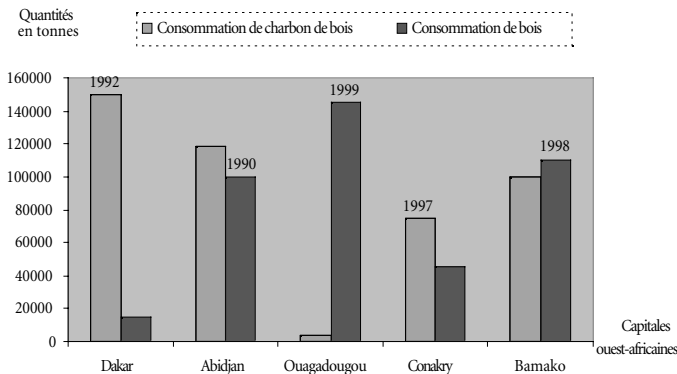 Quantités
en tonnes
Consommation de charbon de bois
Consommation de bois
160000
140000
120000
100000
80000
60000
40000
20000
0
1992
1990
1999
1997
1998
Dakar
Abidjan
Ouagadougou
Conakry
Bamako
Capitales
ouest-africaines